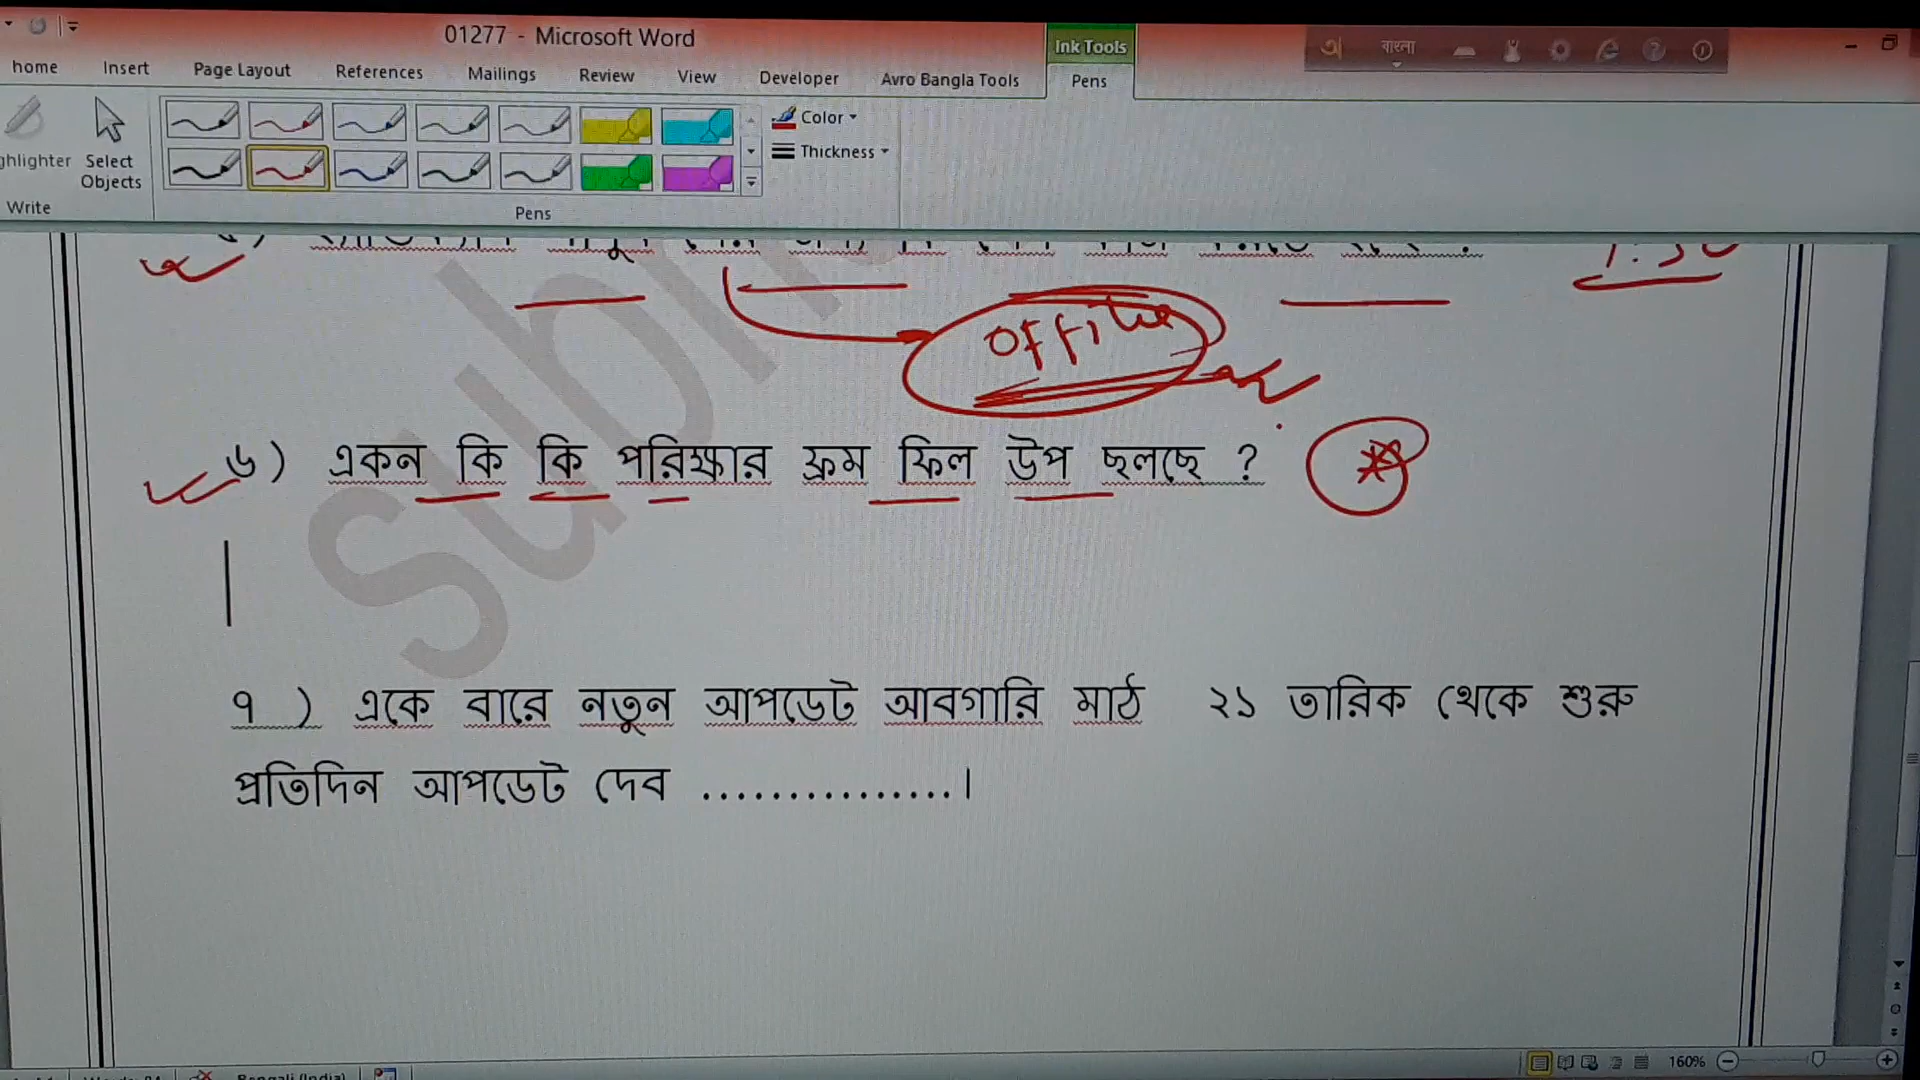 01277 - Microsoft Word
Ink Tools
বাংলা
home Insert Page Layout References Mailings Review View Developer Avro Bangla Tools Pens
Color
Thickness
Select Objects
Write
Pens
৬) একন কি কি পরিক্ষার ফ্রম ফিল উপ ছলছে ?
৭ ) একে বারে নতুন আপডেট আবগারি মাঠ ২১ তারিক থেকে শুরু
প্রতিদিন আপডেট দেব .................।
Bengali (India)
160%